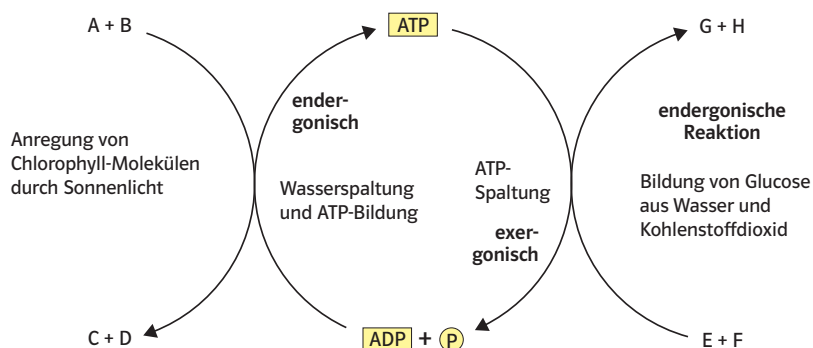 A + B
ATP
G + H
ender-
gonisch
endergonische
Reaktion
Anregung von
Chlorophyll-Molekülen
durch Sonnenlicht
Wasserspaltung
und ATP-Bildung
ATP-
Spaltung
exer-
gonisch
Bildung von Glucose
aus Wasser und
Kohlenstoffdioxid
C + D
ADP + P
E + F